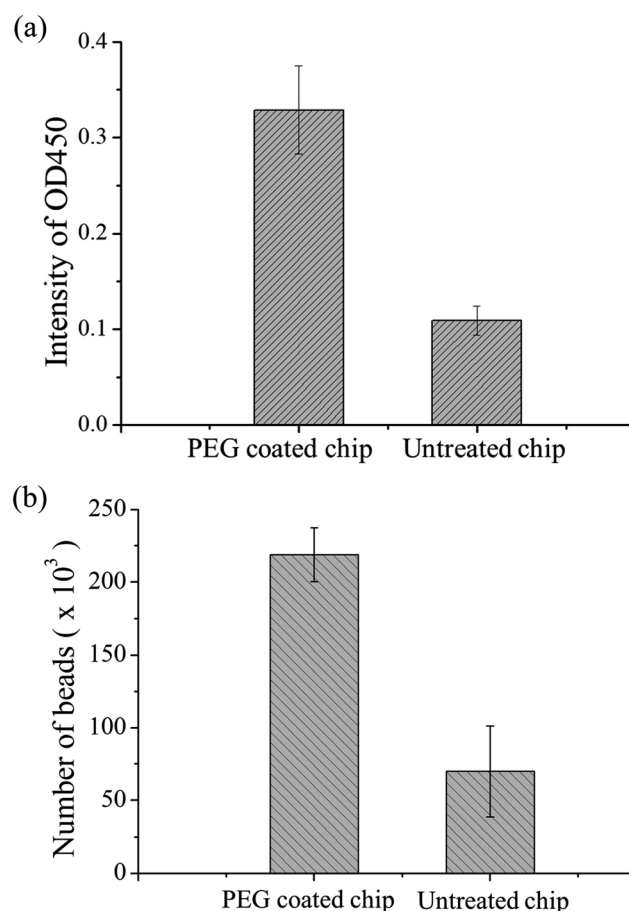 (a)
Intensity of OD450
0.4
0.3
0.2
0.1
0.0
PEG coated chip Untreated chip
(b)
Number of beads ( x 10³ )
250
200
150
100
50
0
PEG coated chip Untreated chip